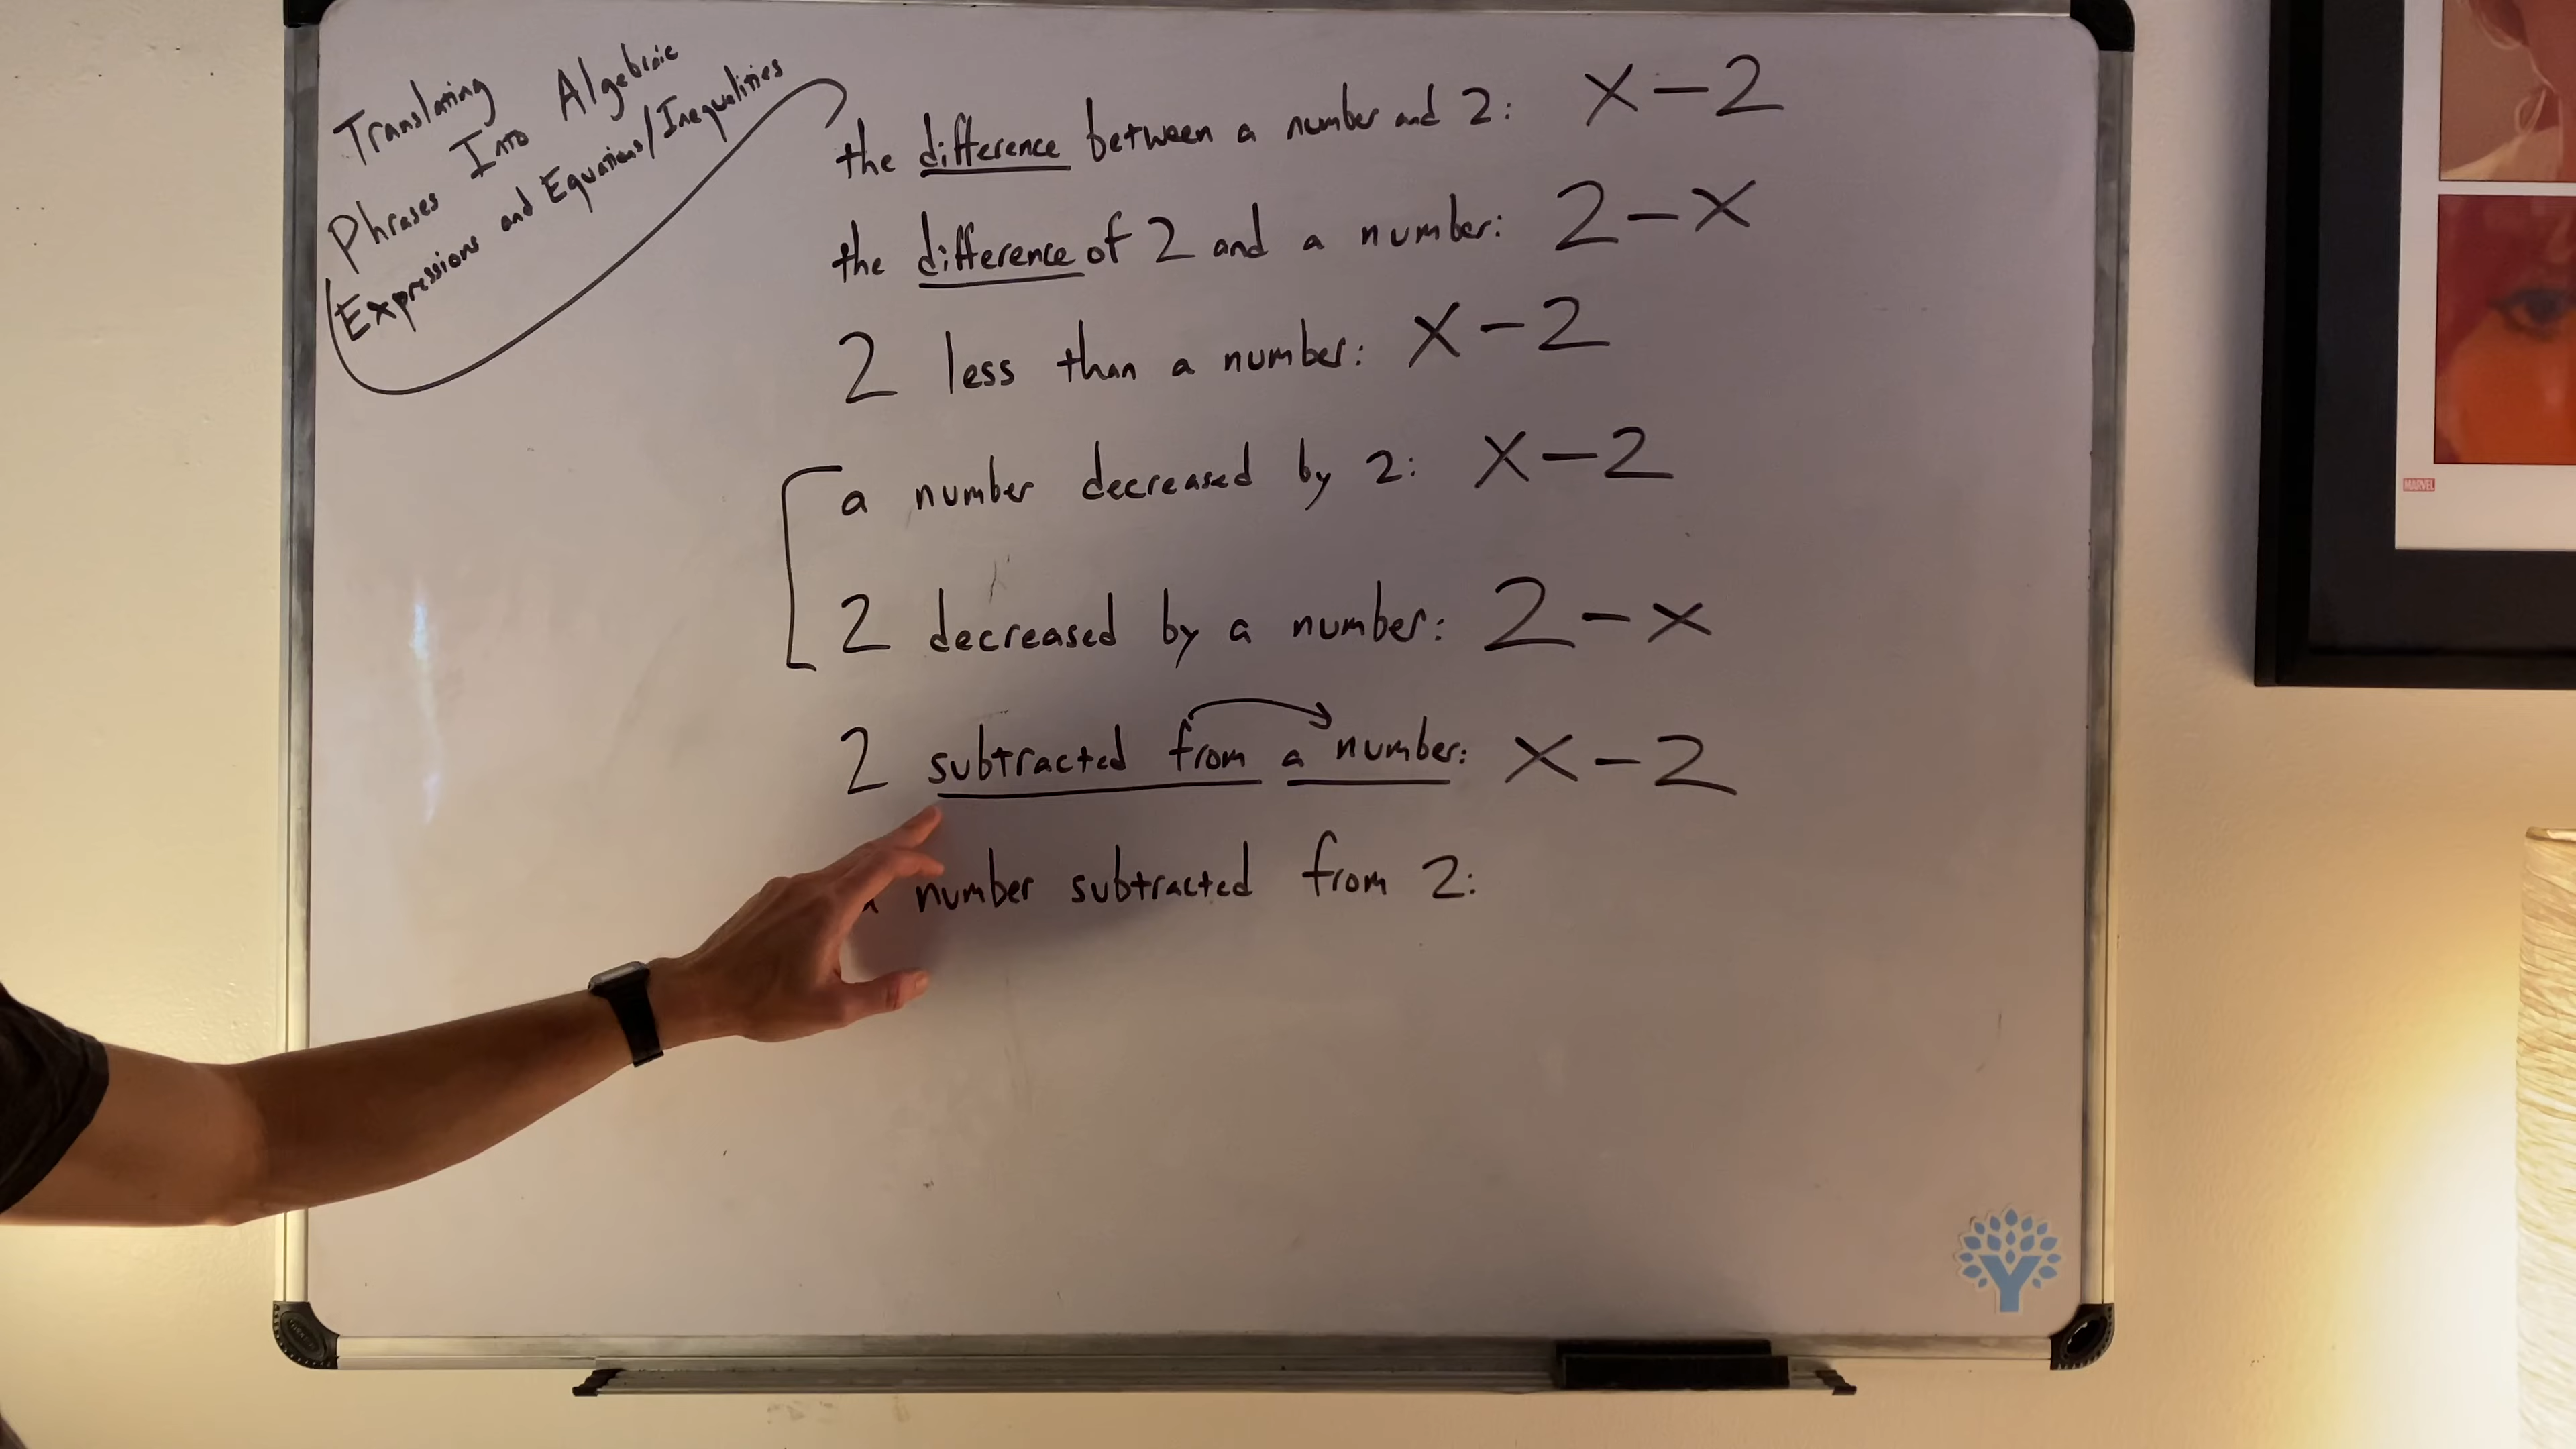 Translating
Phrases Into Algebraic
Expressions and Equations/Inequalities
the difference between a number and 2: x-2
the difference of 2 and a number: 2-x
2 less than a number: x-2
a number decreased by 2: x-2
2 decreased by a number: 2-x
2 subtracted from a number: x-2
number subtracted from 2:
MARVEL
Y